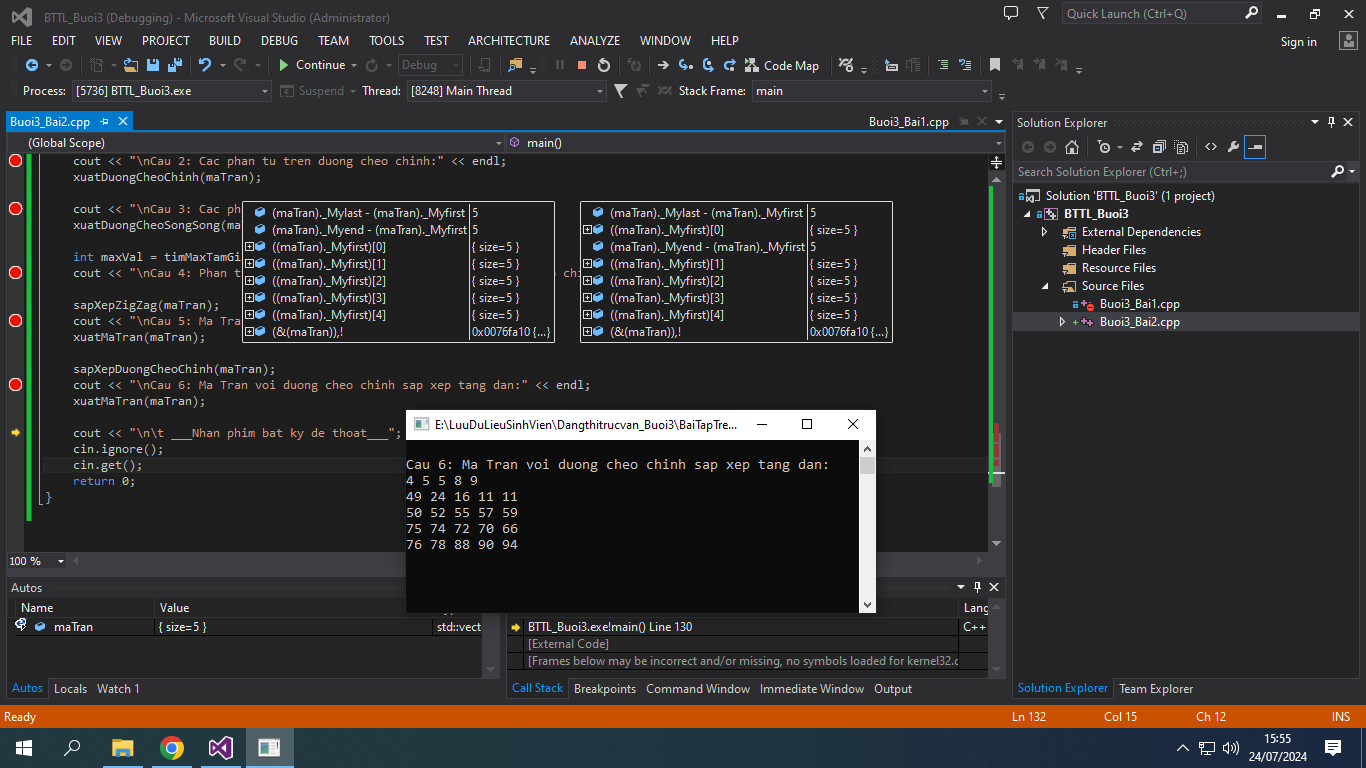 BTTL_Buoi3 (Debugging) - Microsoft Visual Studio (Administrator)
Quick Launch (Ctrl+Q)
FILE EDIT VIEW PROJECT BUILD DEBUG TEAM TOOLS TEST ARCHITECTURE ANALYZE WINDOW HELP
Sign in
Continue Debug Code Map
Process: [5736] BTTL_Buoi3.exe Suspend Thread: [8248] Main Thread Stack Frame: main
Buoi3_Bai2.cpp
Buoi3_Bai1.cpp
(Global Scope) main()
cout << "\nCau 2: Cac phan tu tren duong cheo chinh:" << endl;
xuatDuongCheoChinh(maTran);
cout << "\nCau 3: Cac ph
xuatDuongCheoSongSong(ma
int maxVal = timMaxTamGi
cout << "\nCau 4: Phan t
chi
sapXepZigZag(maTran);
cout << "\nCau 5: Ma Tra
xuatMaTran(maTran);
sapXepDuongCheoChinh(maTran);
cout << "\nCau 6: Ma Tran voi duong cheo chinh sap xep tang dan:" << endl;
xuatMaTran(maTran);
cout << "\n\t ___Nhan phim bat ky de thoat___";
cin.ignore();
cin.get();
return 0;
}
(maTran)._Mylast - (maTran)._Myfirst 5
(maTran)._Myend - (maTran)._Myfirst 5
((maTran)._Myfirst)[0] { size=5 }
((maTran)._Myfirst)[1] { size=5 }
((maTran)._Myfirst)[2] { size=5 }
((maTran)._Myfirst)[3] { size=5 }
((maTran)._Myfirst)[4] { size=5 }
(&(maTran)),! 0x0076fa10 {...}
(maTran)._Mylast - (maTran)._Myfirst 5
((maTran)._Myfirst)[0] { size=5 }
(maTran)._Myend - (maTran)._Myfirst 5
((maTran)._Myfirst)[1] { size=5 }
((maTran)._Myfirst)[2] { size=5 }
((maTran)._Myfirst)[3] { size=5 }
((maTran)._Myfirst)[4] { size=5 }
(&(maTran)),! 0x0076fa10 {...}
E:\LuuDuLieuSinhVien\Dangthitrucvan_Buoi3\BaiTapTre...
Cau 6: Ma Tran voi duong cheo chinh sap xep tang dan:
4 5 5 8 9
49 24 16 11 11
50 52 55 57 59
75 74 72 70 66
76 78 88 90 94
100 %
Autos
Name Value
maTran { size=5 } std::vect
Autos Locals Watch 1
Lang
BTTL_Buoi3.exe!main() Line 130 C++
[External Code]
[Frames below may be incorrect and/or missing, no symbols loaded for kernel32.d
Call Stack Breakpoints Command Window Immediate Window Output
Solution Explorer
Search Solution Explorer (Ctrl+;)
Solution 'BTTL_Buoi3' (1 project)
BTTL_Buoi3
External Dependencies
Header Files
Resource Files
Source Files
Buoi3_Bai1.cpp
Buoi3_Bai2.cpp
Solution Explorer Team Explorer
Ready Ln 132 Col 15 Ch 12 INS
15:55
24/07/2024